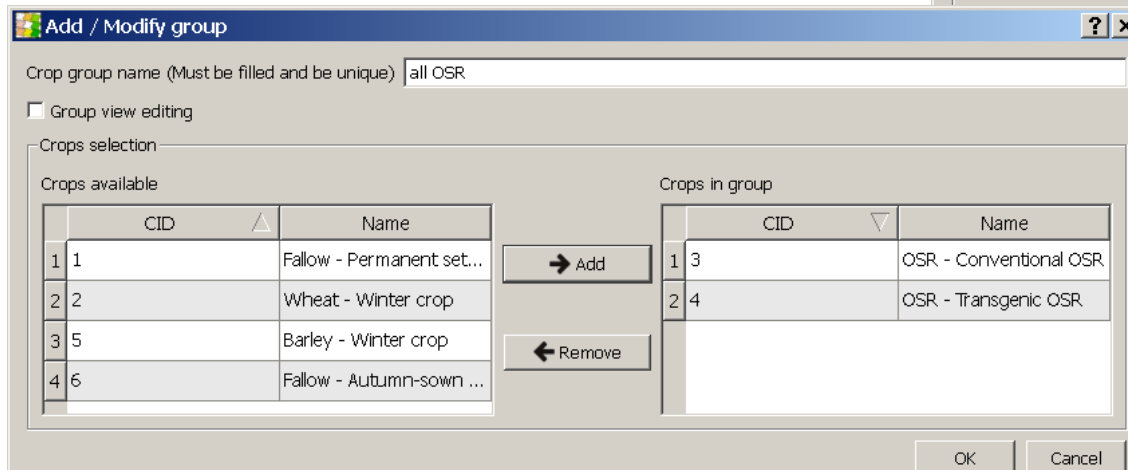 Add / Modify group
?
Crop group name (Must be filled and be unique) all OSR
Group view editing
Crops selection
Crops available
Crops in group
CID Name
CID Name
1 1 Fallow - Permanent set...
2 2 Wheat - Winter crop
3 5 Barley - Winter crop
4 6 Fallow - Autumn-sown ...
Add
Remove
1 3 OSR - Conventional OSR
2 4 OSR - Transgenic OSR
OK Cancel